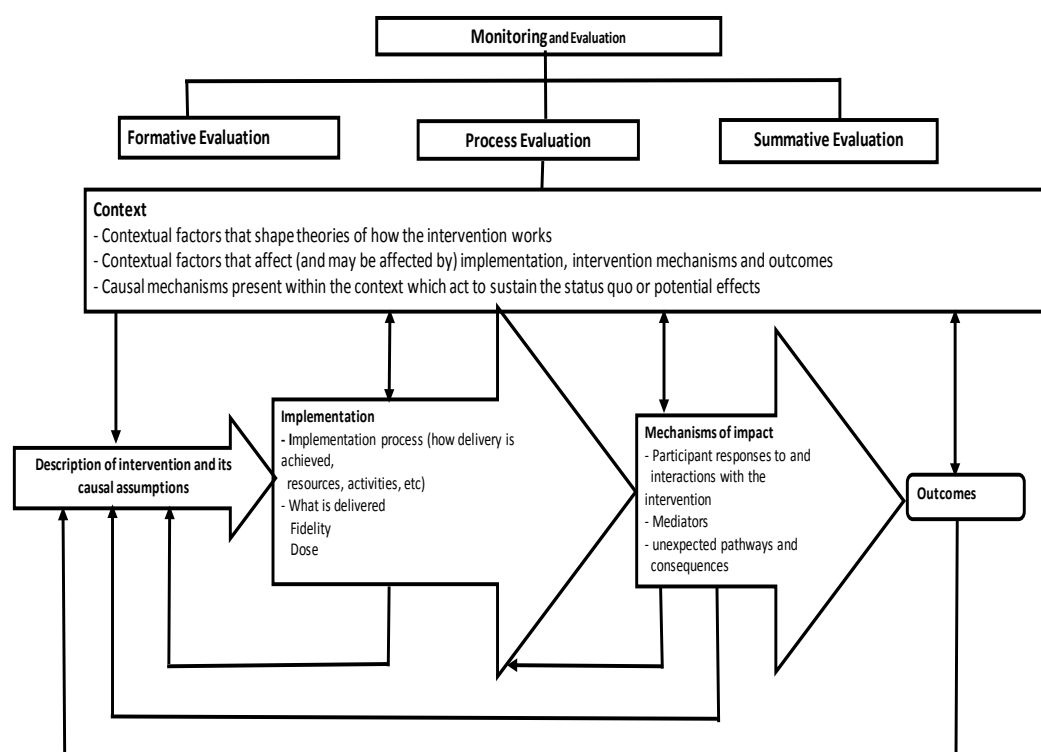 Monitoring and Evaluation
Formative Evaluation
Process Evaluation
Summative Evaluation
Context
- Contextual factors that shape theories of how the intervention works
- Contextual factors that affect (and may be affected by) implementation, intervention mechanisms and outcomes
- Causal mechanisms present within the context which act to sustain the status quo or potential effects
Description of intervention and its
causal assumptions
Implementation
- Implementation process (how delivery is
achieved,
resources, activities, etc)
- What is delivered
Fidelity
Dose
Mechanisms of impact
- Participant responses to and
interactions with the
intervention
- Mediators
- unexpected pathways and
consequences
Outcomes